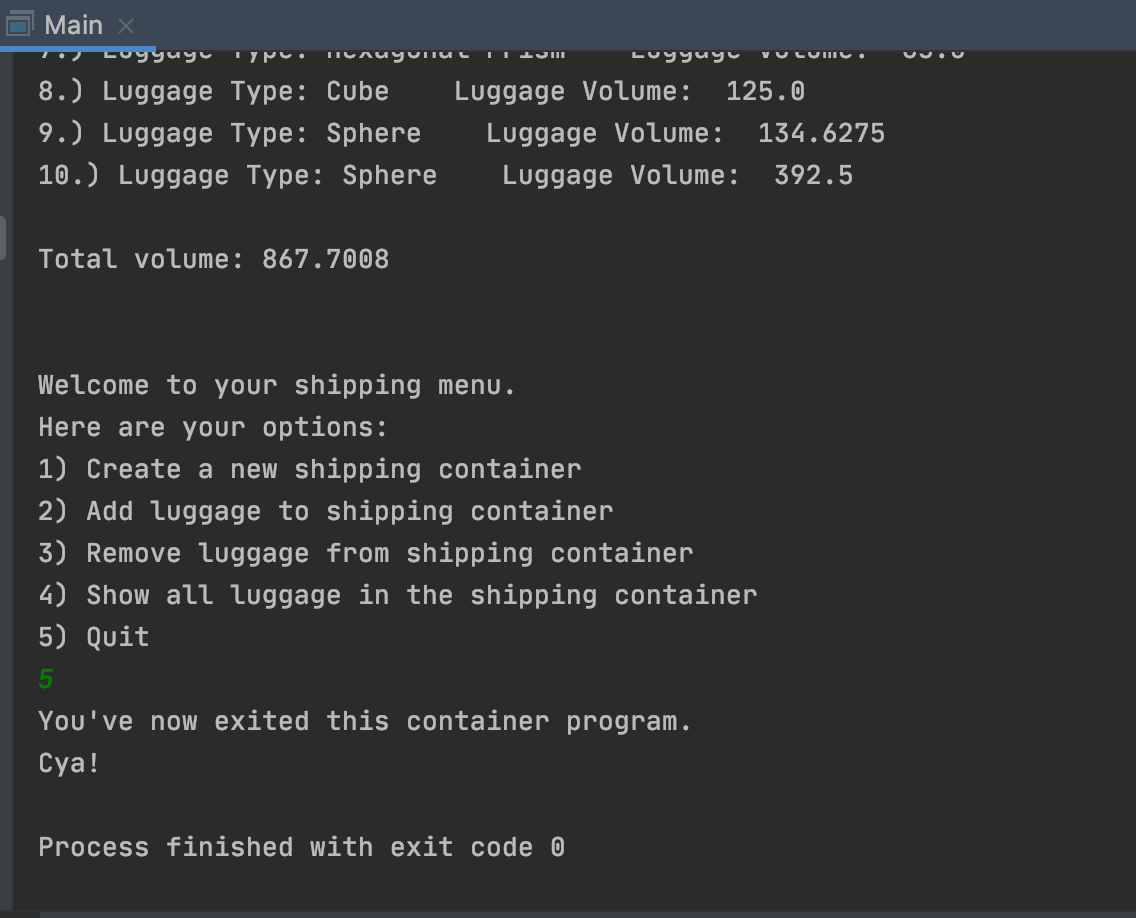 Main
7.) Luggage Type: Hexagonal Prism    Luggage Volume:
8.) Luggage Type: Cube    Luggage Volume:  125.0
9.) Luggage Type: Sphere    Luggage Volume:  134.6275
10.) Luggage Type: Sphere    Luggage Volume:  392.5
Total volume: 867.7008
Welcome to your shipping menu.
Here are your options:
1) Create a new shipping container
2) Add luggage to shipping container
3) Remove luggage from shipping container
4) Show all luggage in the shipping container
5) Quit
5
You've now exited this container program.
Cya!
Process finished with exit code 0